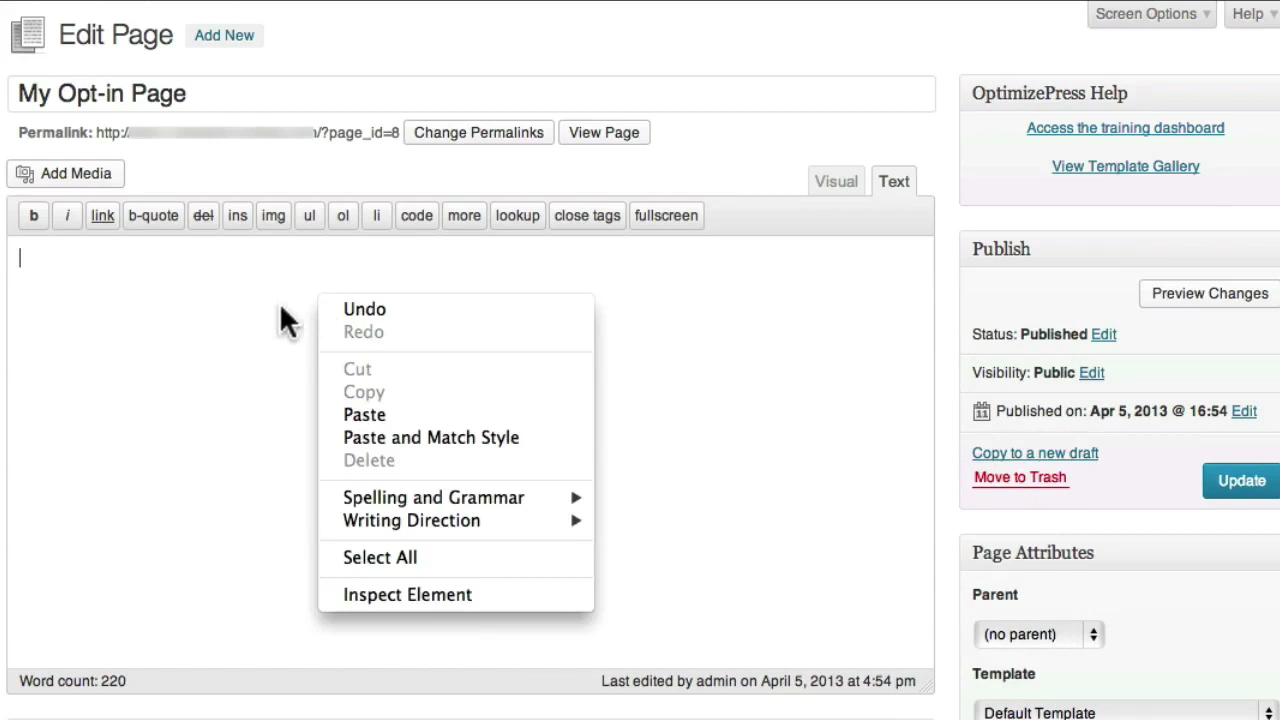 Screen Options Help
Edit Page Add New
My Opt-in Page
Permalink: http:/ /?page_id=8 Change Permalinks View Page
Add Media
Visual Text
b i link b-quote del ins img ul ol li code more lookup close tags fullscreen
Undo
Redo
Cut
Copy
Paste
Paste and Match Style
Delete
Spelling and Grammar
Writing Direction
Select All
Inspect Element
Word count: 220 Last edited by admin on April 5, 2013 at 4:54 pm
OptimizePress Help
Access the training dashboard
View Template Gallery
Publish
Preview Changes
Status: Published Edit
Visibility: Public Edit
11 Published on: Apr 5, 2013 @ 16:54 Edit
Copy to a new draft
Move to Trash
Update
Page Attributes
Parent
(no parent)
Template
Default Template